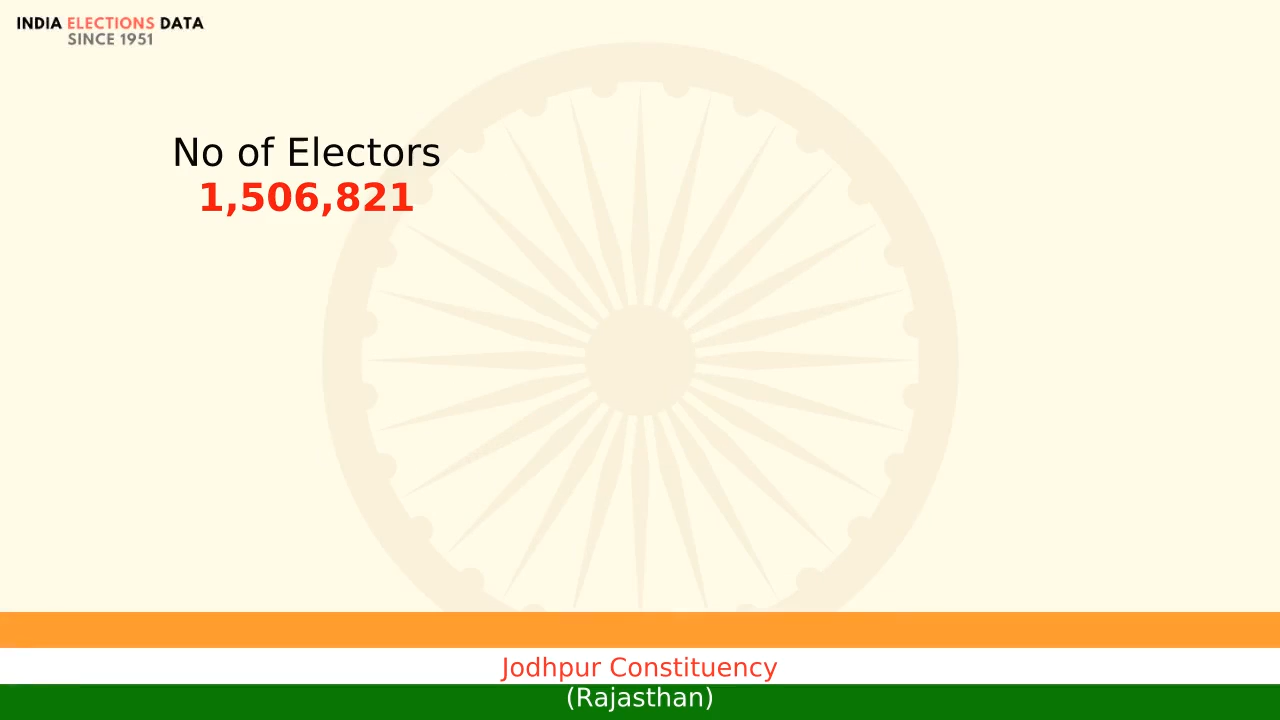 INDIA ELECTIONS DATA
SINCE 1951
No of Electors
1,506,821
Jodhpur Constituency
(Rajasthan)